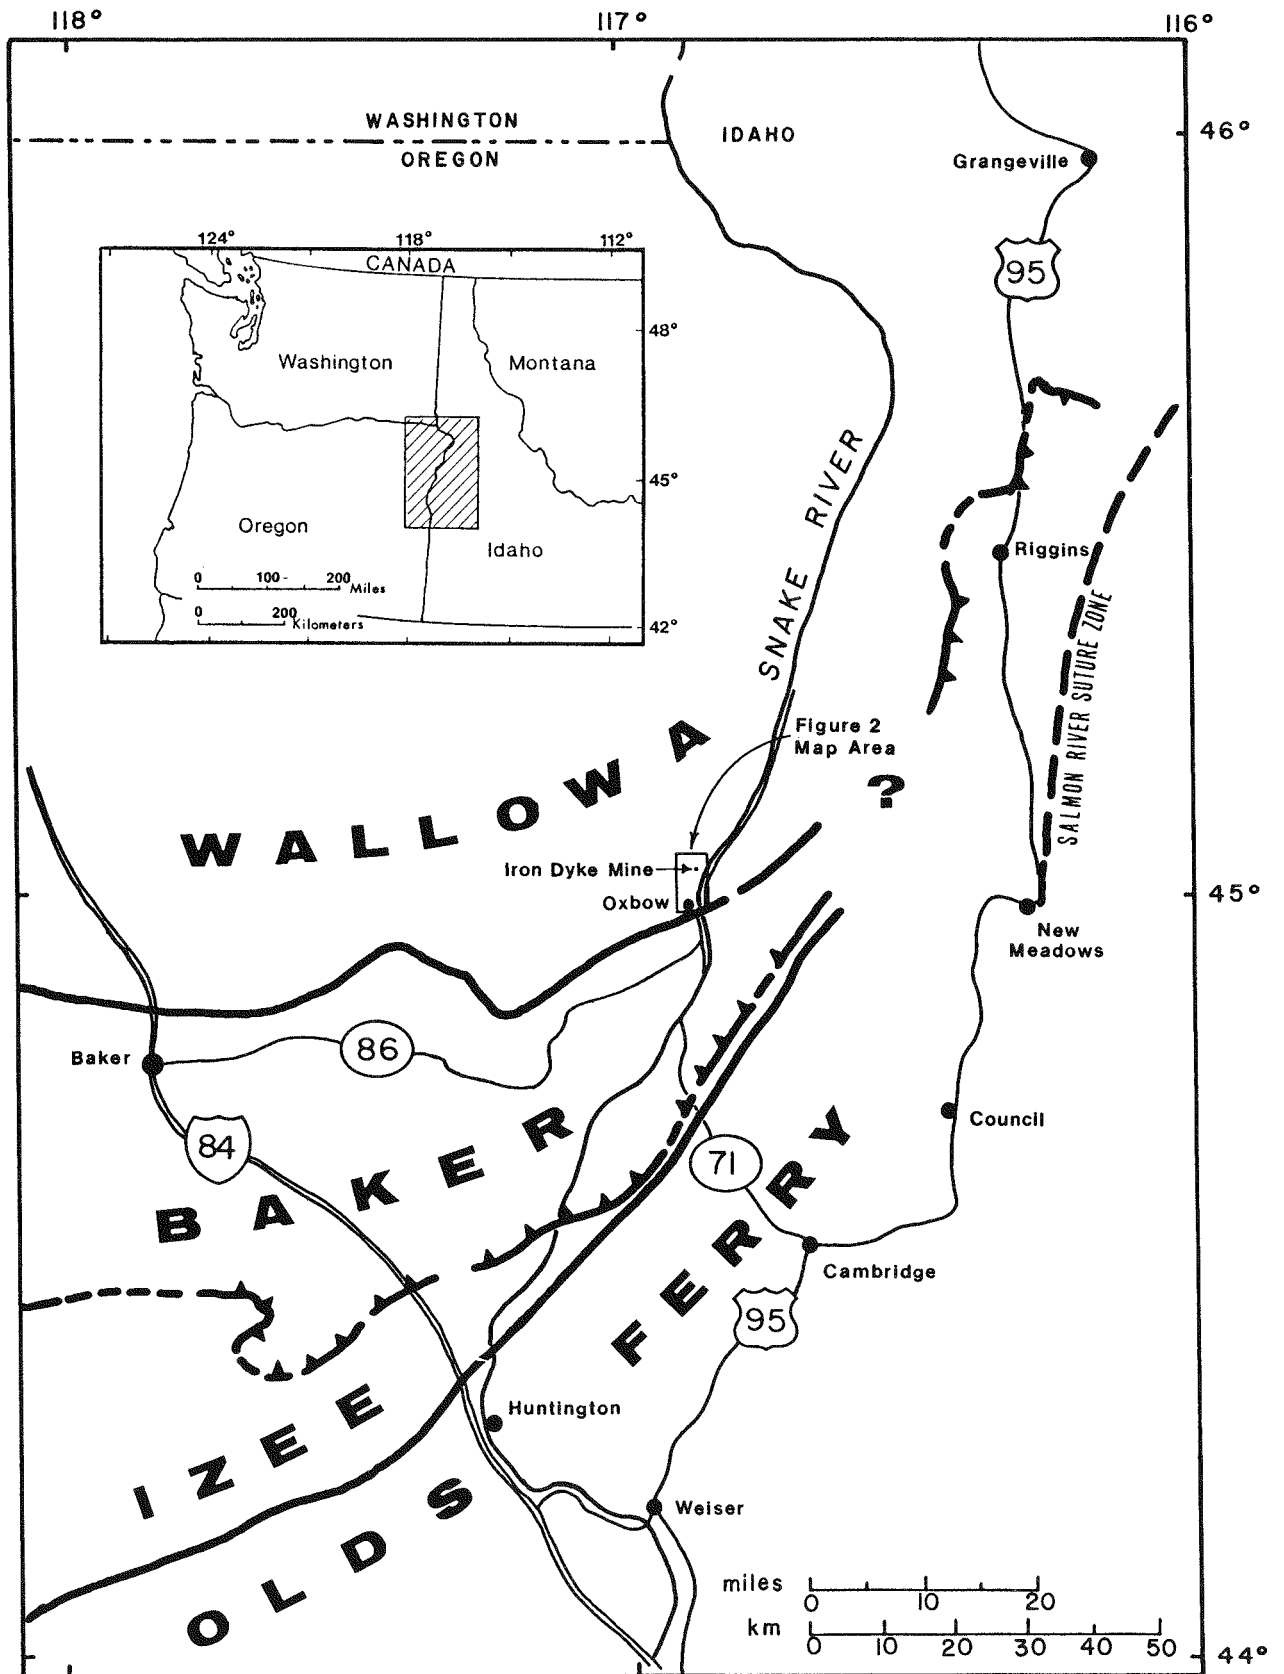 118° 117° 116°
WASHINGTON
OREGON
IDAHO
46°
Grangeville
95
124° 118° 112°
CANADA
48°
Washington
Montana
45°
Oregon
Idaho
0 100 200
Miles
0 200
Kilometers
42°
SNAKE RIVER
Riggins
SALMON RIVER SUTURE ZONE
Figure 2
Map Area
WALLOWA
?
Iron Dyke Mine
Oxbow
45°
New
Meadows
Baker
86
84
BAKER
Council
71
Cambridge
95
IZEE
Huntington
OLDS FERRY
Weiser
miles
0 10 20
km
0 10 20 30 40 50
44°